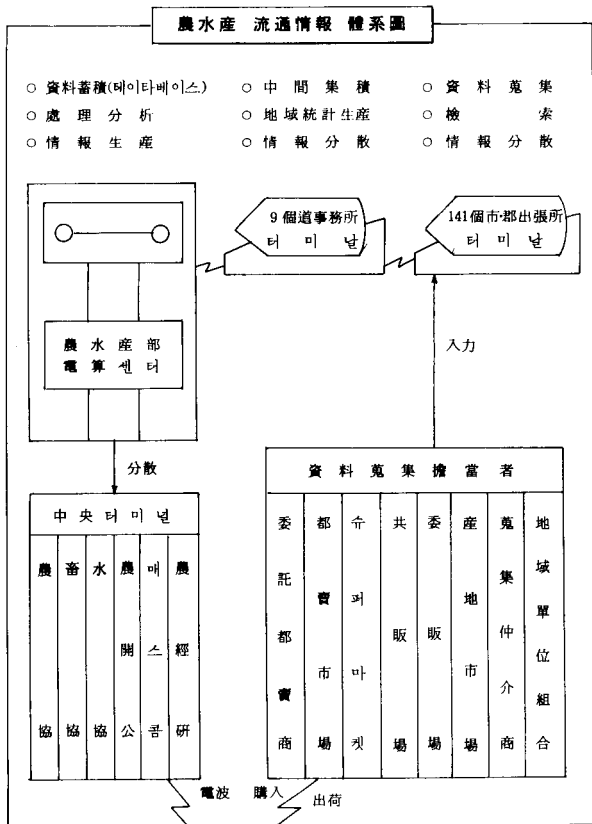 農水産 流通情報 體系圖
○ 資料蓄積(테이타베이스)
○ 處理分析
○ 情報生産
○ 中間集積
○ 地域統計生産
○ 情報分散
○ 資料蒐集
○ 檢索
○ 情報分散
9個道事務所
터미날
141個市·郡出張所
터미날
農水産部
電算센터
入力
分散
中央터미널
農協
畜協
水協
農開公
매스콤
農經硏
資料蒐集擔當者
委託都賣商
都賣市場
슈퍼마켓
共販場
委販場
産地市場
蒐集仲介商
地域單位組合
電波
購入
出荷